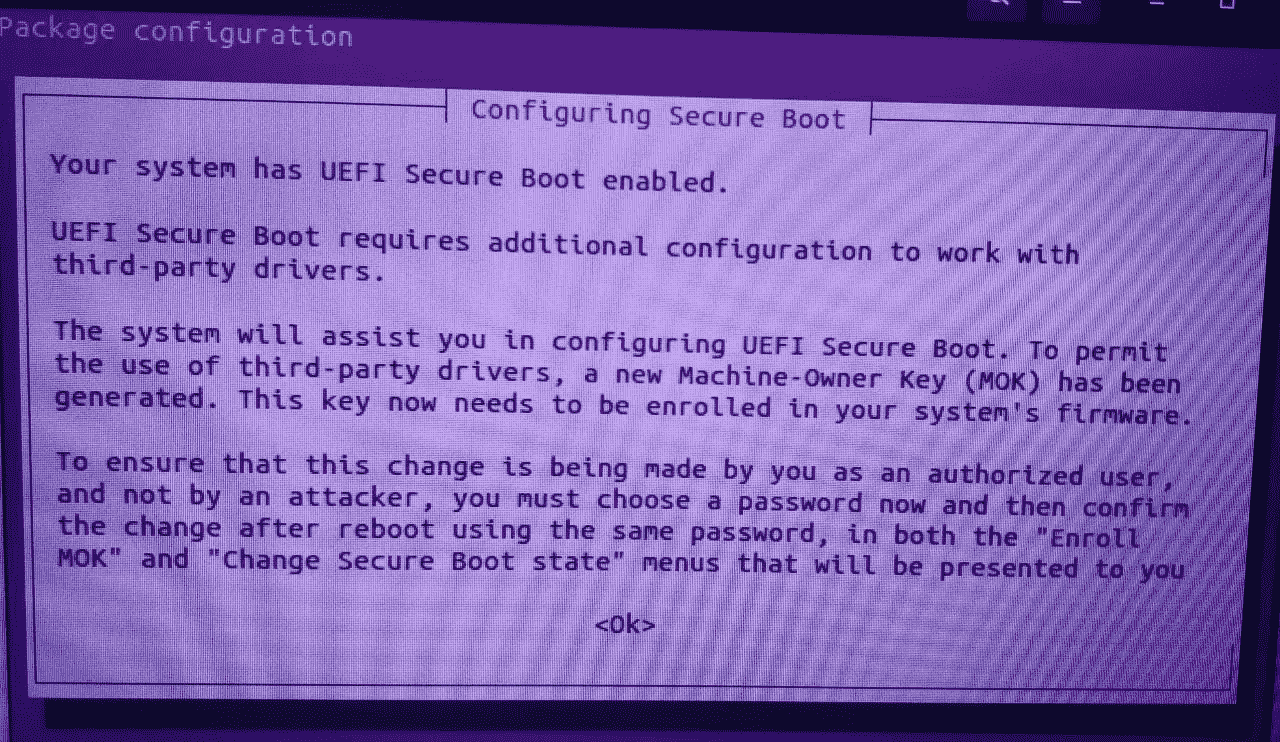 Package configuration
Configuring Secure Boot
Your system has UEFI Secure Boot enabled.
UEFI Secure Boot requires additional configuration to work with
third-party drivers.
The system will assist you in configuring UEFI Secure Boot. To permit
the use of third-party drivers, a new Machine-Owner Key (MOK) has been
generated. This key now needs to be enrolled in your system's firmware.
To ensure that this change is being made by you as an authorized user,
and not by an attacker, you must choose a password now and then confirm
the change after reboot using the same password, in both the "Enroll
MOK" and "Change Secure Boot state" menus that will be presented to you
<Ok>